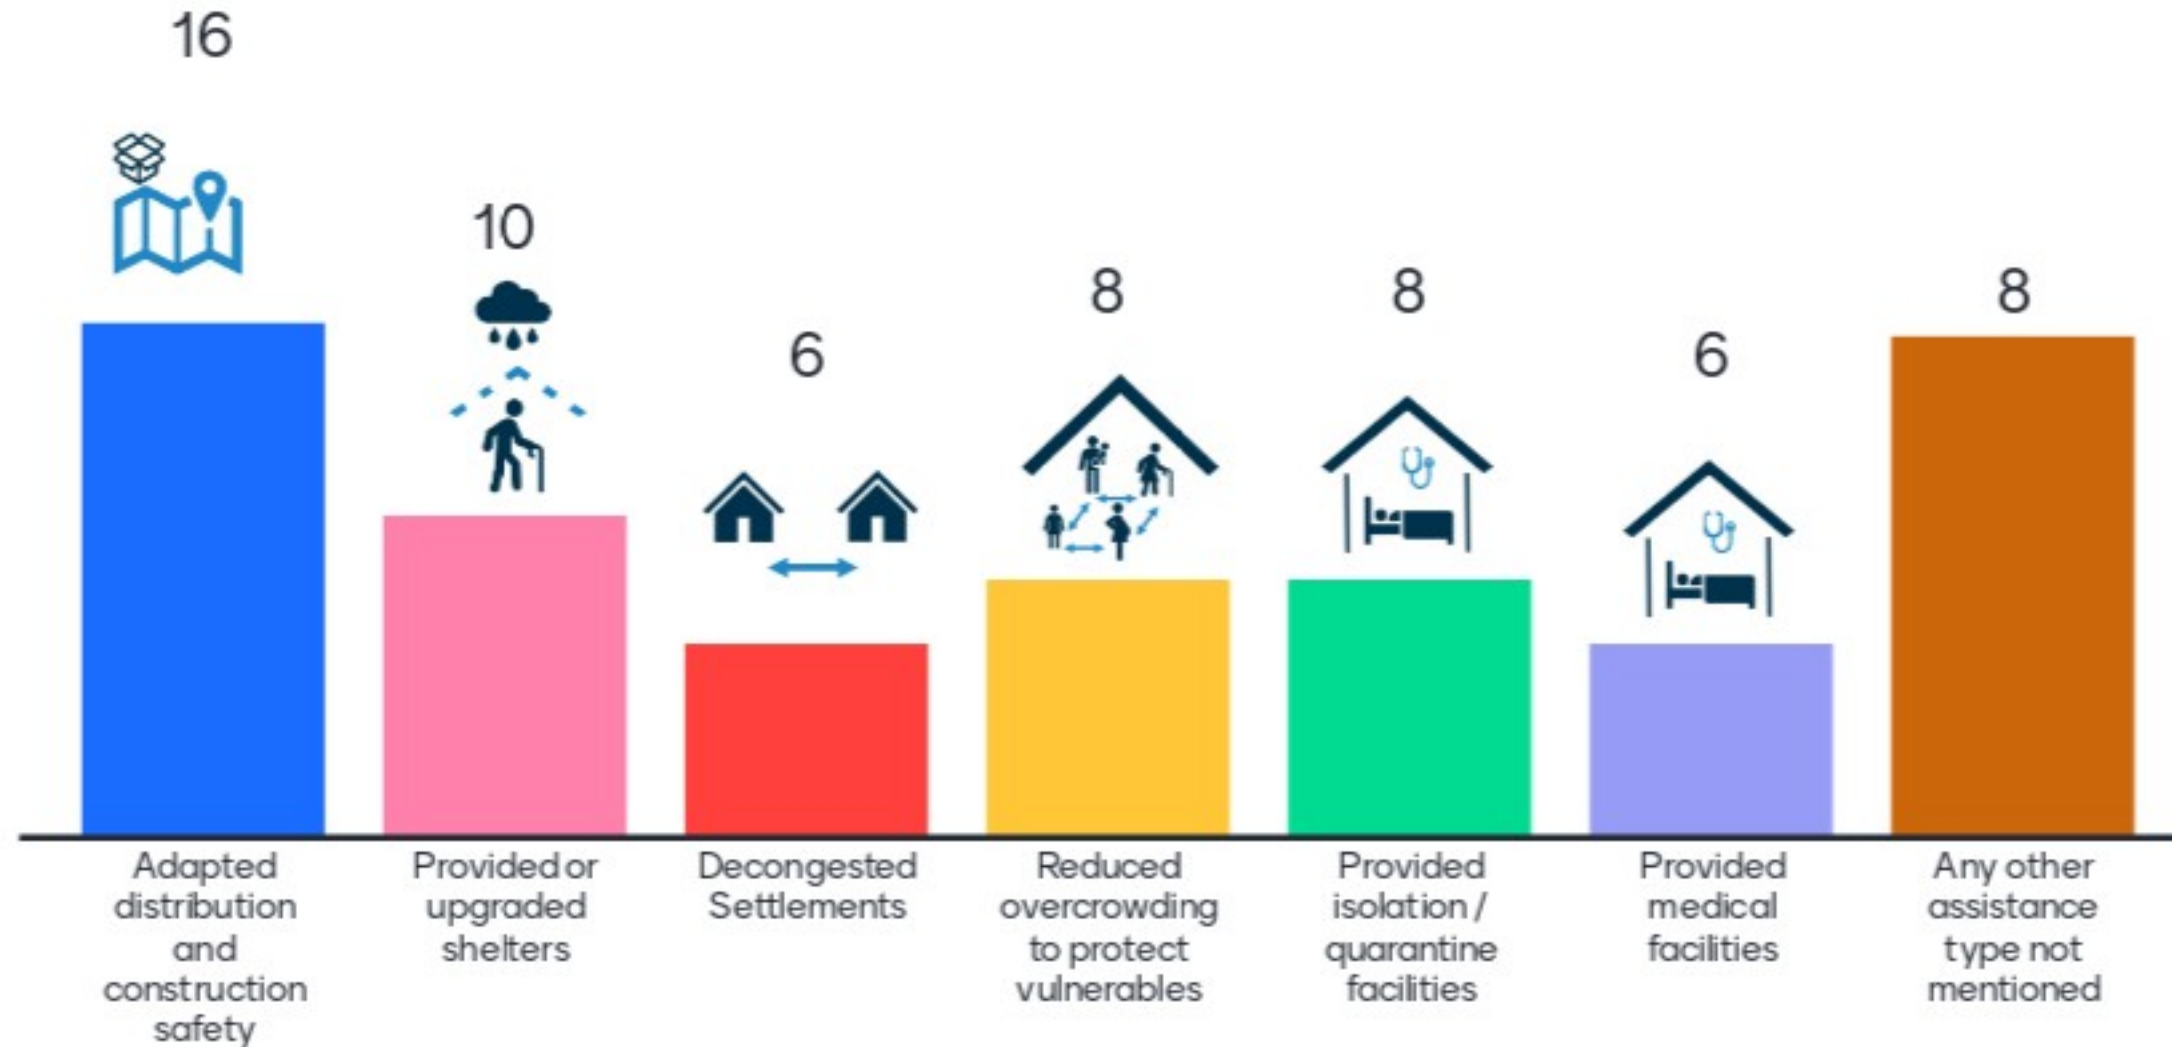 16
10
6
8
8
6
8
Adapted
distribution
and
construction
safety
Provided or
upgraded
shelters
Decongested
Settlements
Reduced
overcrowding
to protect
vulnerables
Provided
isolation /
quarantine
facilities
Provided
medical
facilities
Any other
assistance
type not
mentioned